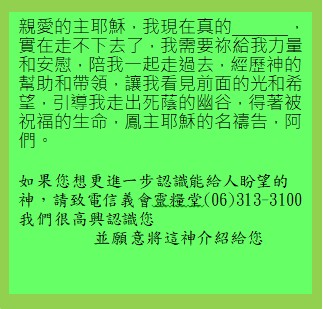 親愛的主耶穌，我現在真的______，
實在走不下去了，我需要祢給我力量
和安慰，陪我一起走過去，經歷神的
幫助和帶領，讓我看見前面的光和希
望，引導我走出死蔭的幽谷，得著被
祝福的生命，鳳主耶穌的名禱告，阿
們。
如果您想更進一步認識能給人盼望的
神，請致電信義會靈糧堂(06)313-3100
我們很高興認識您
並願意將這神介紹給您